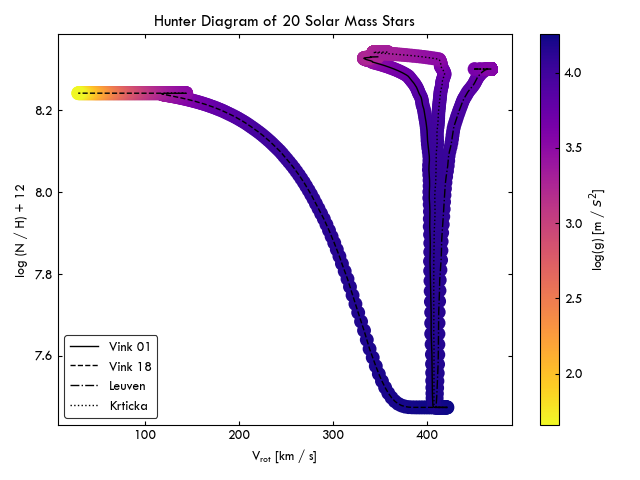 Hunter Diagram of 20 Solar Mass Stars
log (N / H) + 12
8.2
8.0
7.8
7.6
Vink 01
Vink 18
Leuven
Krticka
100
200
300
400
V_rot [km / s]
4.0
3.5
3.0
2.5
2.0
log(g) [m / s²]